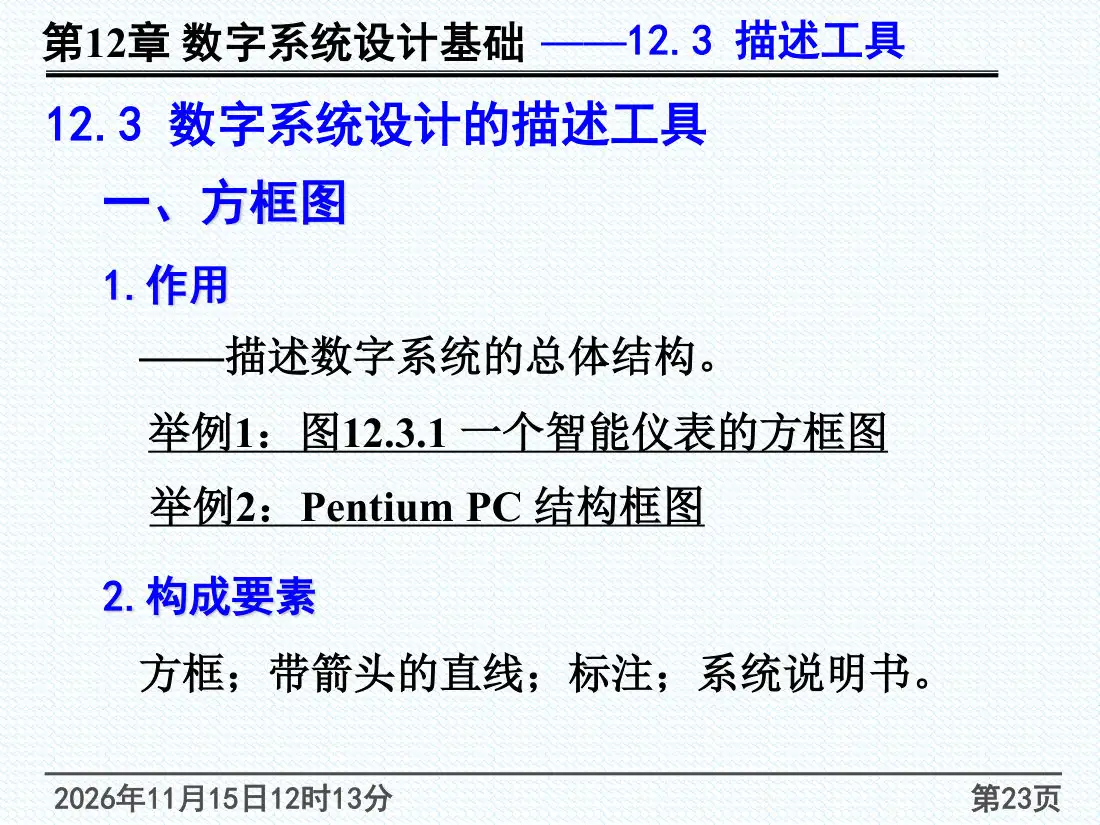 第12章 数字系统设计基础 ——12.3 描述工具
12.3 数字系统设计的描述工具
一、方框图
1.作用
——描述数字系统的总体结构。
举例1：图12.3.1 一个智能仪表的方框图
举例2：Pentium PC 结构框图
2.构成要素
方框；带箭头的直线；标注；系统说明书。
2026年11月15日12时13分 第23页